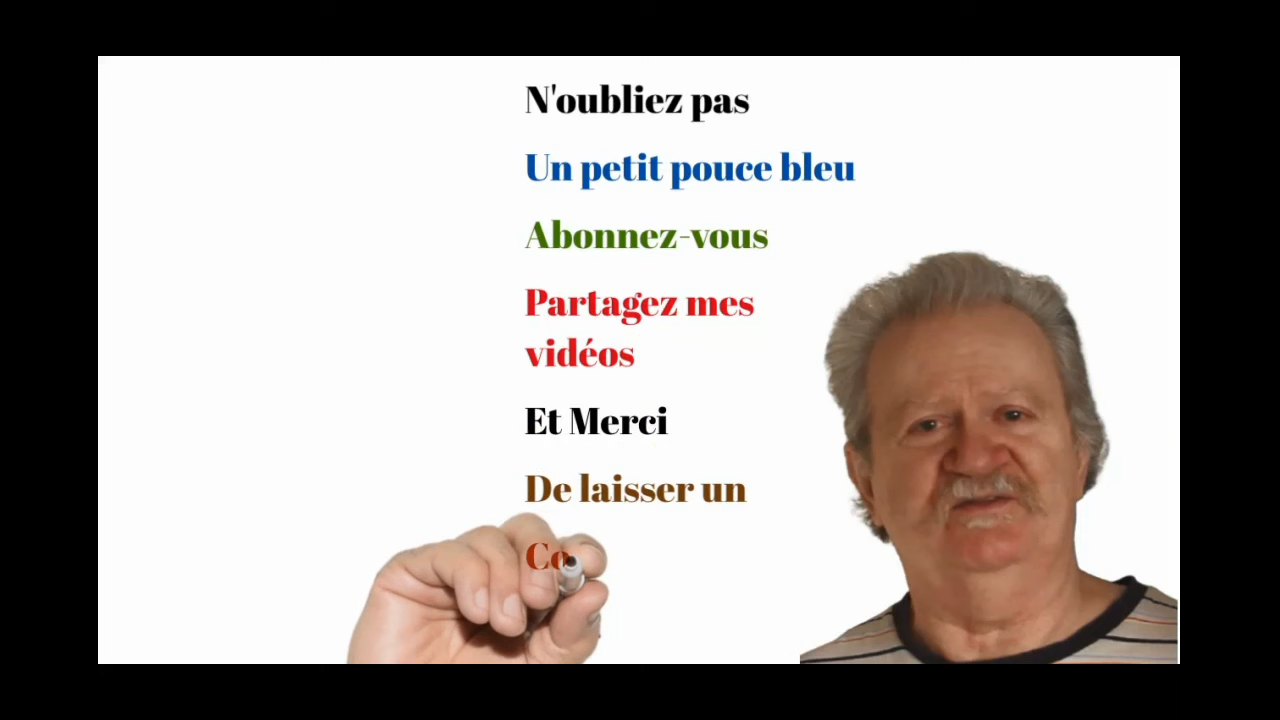 N'oubliez pas
Un petit pouce bleu
Abonnez-vous
Partagez mes
vidéos
Et Merci
De laisser un
Co